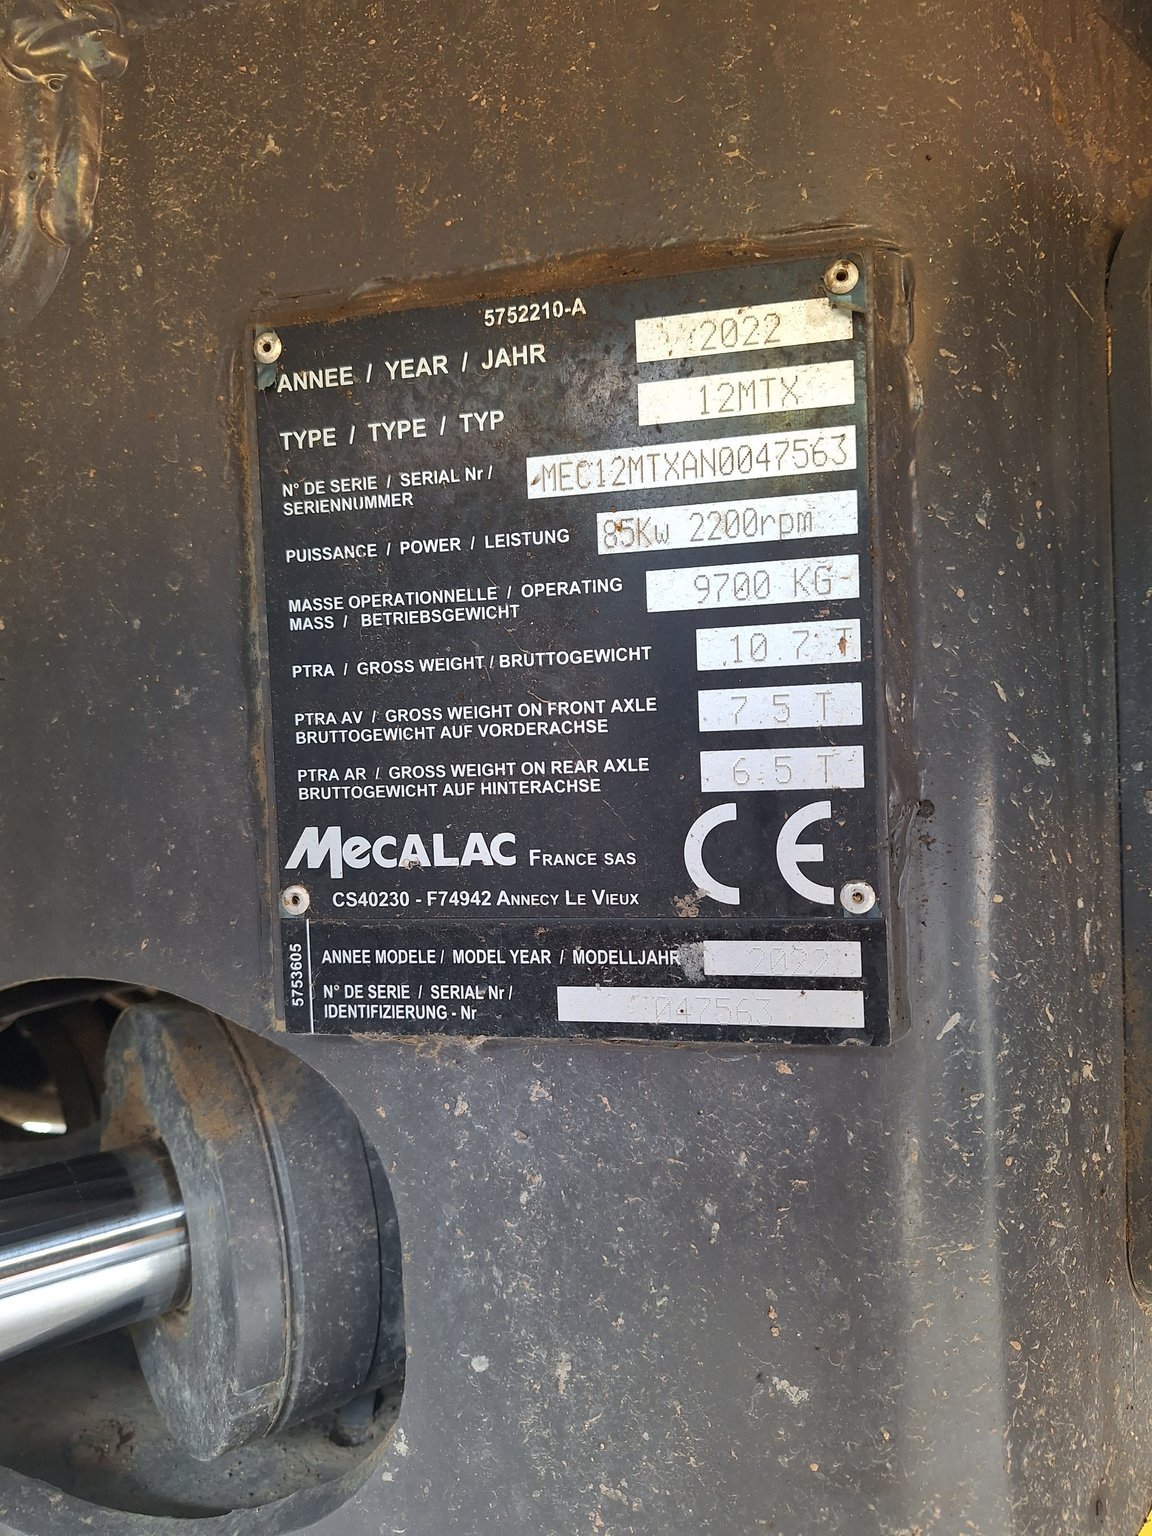 5752210-A
ANNEE / YEAR / JAHR 2022
TYPE / TYPE / TYP 12MTX
N° DE SERIE / SERIAL Nr / MEC12MTXAN0047563
SERIENNUMMER
PUISSANCE / POWER / LEISTUNG 85Kw 2200rpm
MASSE OPERATIONNELLE / OPERATING 9700 KG
MASS / BETRIEBSGEWICHT
PTRA / GROSS WEIGHT / BRUTTOGEWICHT 10 7 T
PTRA AV / GROSS WEIGHT ON FRONT AXLE 7 5 T
BRUTTOGEWICHT AUF VORDERACHSE
PTRA AR / GROSS WEIGHT ON REAR AXLE 6.5 T
BRUTTOGEWICHT AUF HINTERACHSE
MECALAC FRANCE SAS CE
CS40230 - F74942 ANNECY LE VIEUX
5753605
ANNEE MODELE / MODEL YEAR / MODELLJAHR 2022
N° DE SERIE / SERIAL Nr / 047563
IDENTIFIZIERUNG - Nr